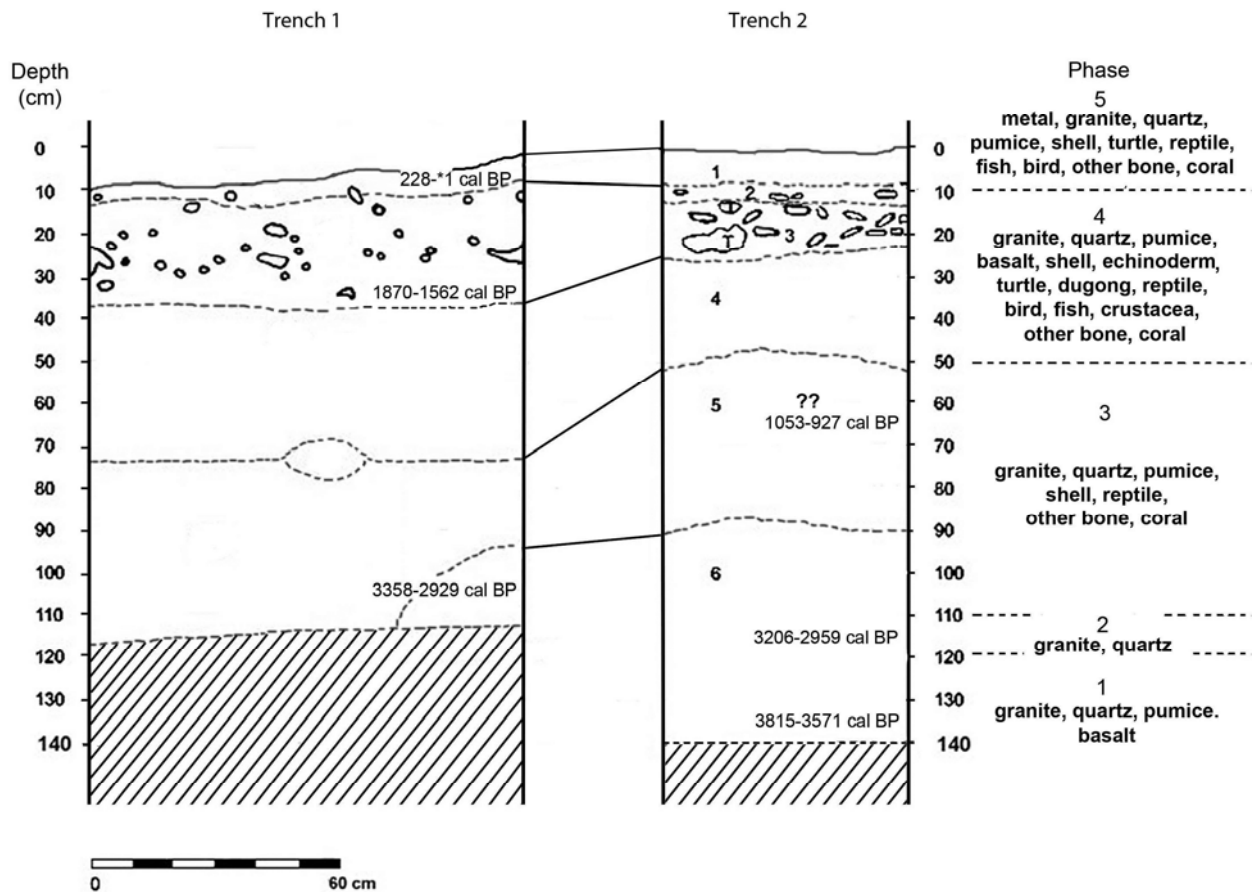 Trench 1
Trench 2
Depth
(cm)
0
10
20
30
40
50
60
70
80
90
100
110
120
130
140
228-*1 cal BP
1870-1562 cal BP
3358-2929 cal BP
1
2
T
3
T
4
5
??
1053-927 cal BP
6
3206-2959 cal BP
3815-3571 cal BP
0
10
20
30
40
50
60
70
80
90
100
110
120
130
140
Phase
5
metal, granite, quartz,
pumice, shell, turtle, reptile,
fish, bird, other bone, coral
4
granite, quartz, pumice,
basalt, shell, echinoderm,
turtle, dugong, reptile,
bird, fish, crustacea,
other bone, coral
3
granite, quartz, pumice,
shell, reptile,
other bone, coral
2
granite, quartz
1
granite, quartz, pumice.
basalt
0
60 cm